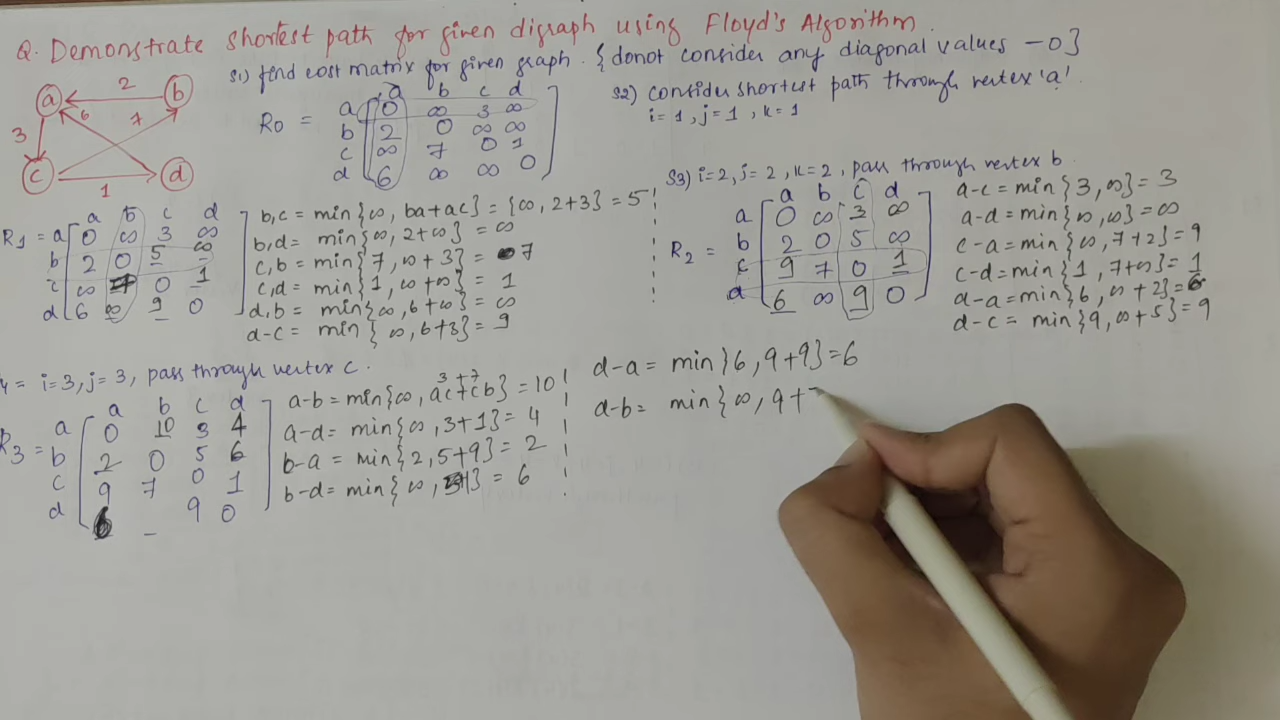 Q. Demonstrate shortest path for given digraph using Floyd's Algorithm.
S1) find cost matrix for given graph. {donot consider any diagonal values - 0}
S2) consider shortest path through vertex 'a'.
i=1, j=1, k=1
a 2 b
3 6 7
c 1 d
a b c d
R0 = a 0 ∞ 3 ∞
b 2 0 ∞ ∞
c ∞ 7 0 1
d 6 ∞ ∞ 0
a b c d
R1 = a 0 ∞ 3 ∞
b 2 0 5 ∞
c ∞ 7 0 1
d 6 ∞ 9 0
b,c = min{∞, ba+ac} = {∞, 2+3} = 5
b,d = min{∞, 2+∞} = ∞
c,b = min{7, ∞+3} = 7
c,d = min{1, ∞+∞} = 1
d,b = min{∞, 6+∞} = ∞
d-c = min{∞, 6+3} = 9
S3) i=2, j=2, k=2, pass through vertex b
a b c d
R2 = a 0 ∞ 3 ∞
b 2 0 5 ∞
c 9 7 0 1
d 6 ∞ 9 0
a-c = min{3, ∞} = 3
a-d = min{∞, ∞} = ∞
c-a = min{∞, 7+2} = 9
c-d = min{1, 7+∞} = 1
d-a = min{6, ∞+2} = 6
d-c = min{9, ∞+5} = 9
4 = i=3, j=3, pass through vertex c.
a b c d
R3 = a 0 10 3 4
b 2 0 5 6
c 9 7 0 1
d 6 _ 9 0
3 + 7
a-b = min{∞, ac+cb} = 10
a-d = min{∞, 3+1} = 4
b-a = min{2, 5+9} = 2
b-d = min{∞, 5+1} = 6
d-a = min{6, 9+9} = 6
d-b = min{∞, 9+